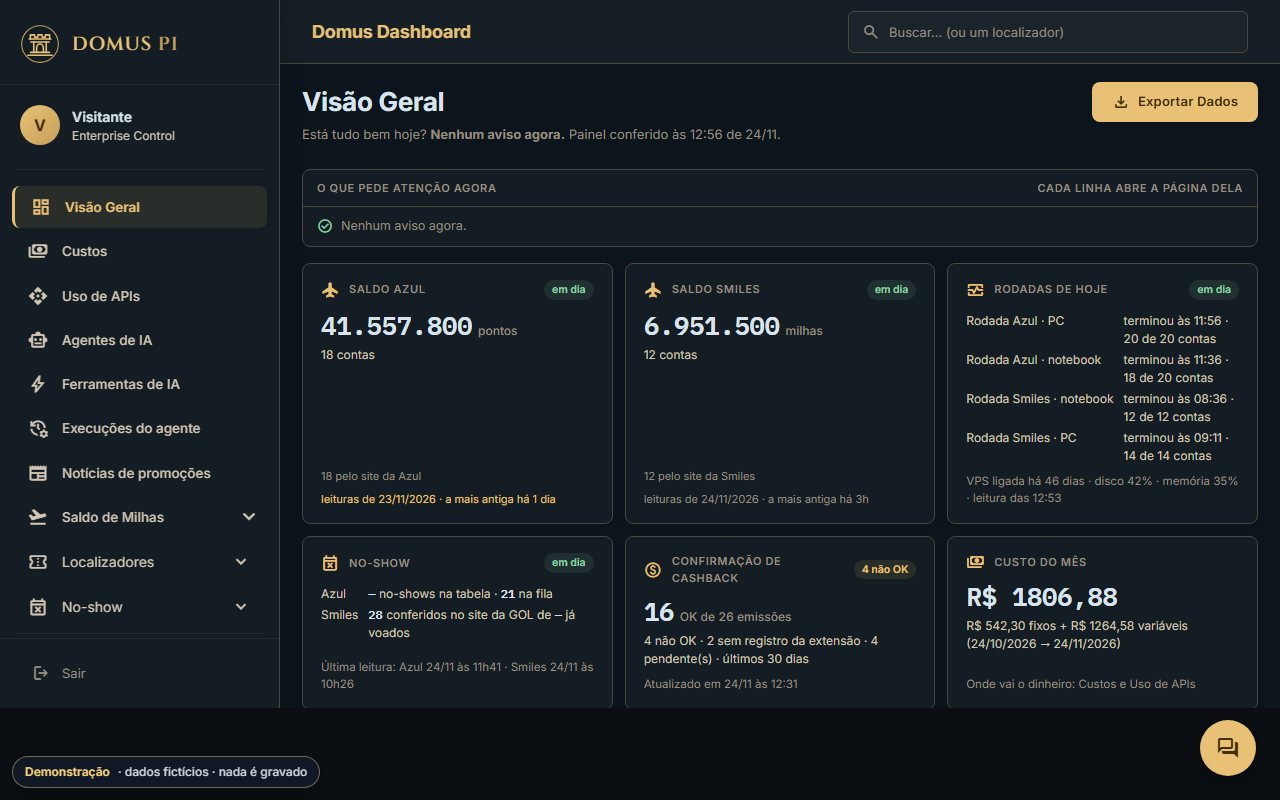 DOMUS PI
Visitante
V
Enterprise Control
Visão Geral
Custos
Uso de APIs
Agentes de IA
Ferramentas de IA
Execuções do agente
Notícias de promoções
Saldo de Milhas
Localizadores
No-show
Sair
Domus Dashboard
Buscar... (ou um localizador)
Visão Geral
Exportar Dados
Está tudo bem hoje? Nenhum aviso agora. Painel conferido às 12:56 de 24/11.
O QUE PEDE ATENÇÃO AGORA
CADA LINHA ABRE A PÁGINA DELA
Nenhum aviso agora.
SALDO AZUL
em dia
41.557.800 pontos
18 contas
18 pelo site da Azul
leituras de 23/11/2026 · a mais antiga há 1 dia
SALDO SMILES
em dia
6.951.500 milhas
12 contas
12 pelo site da Smiles
leituras de 24/11/2026 · a mais antiga há 3h
RODADAS DE HOJE
em dia
Rodada Azul · PC
terminou às 11:56 ·
20 de 20 contas
Rodada Azul · notebook
terminou às 11:36 ·
18 de 20 contas
Rodada Smiles · notebook
terminou às 08:36 ·
12 de 12 contas
Rodada Smiles · PC
terminou às 09:11 ·
14 de 14 contas
VPS ligada há 46 dias · disco 42% · memória 35%
· leitura das 12:53
NO-SHOW
em dia
Azul — no-shows na tabela · 21 na fila
Smiles 28 conferidos no site da GOL de — já
voados
Última leitura: Azul 24/11 às 11h41 · Smiles 24/11 às
10h26
CONFIRMAÇÃO DE
CASHBACK
4 não OK
16 OK de 26 emissões
4 não OK · 2 sem registro da extensão · 4
pendente(s) · últimos 30 dias
Atualizado em 24/11 às 12:31
CUSTO DO MÊS
R$ 1806,88
R$ 542,30 fixos + R$ 1264,58 variáveis
(24/10/2026 → 24/11/2026)
Onde vai o dinheiro: Custos e Uso de APIs
Demonstração · dados fictícios · nada é gravado